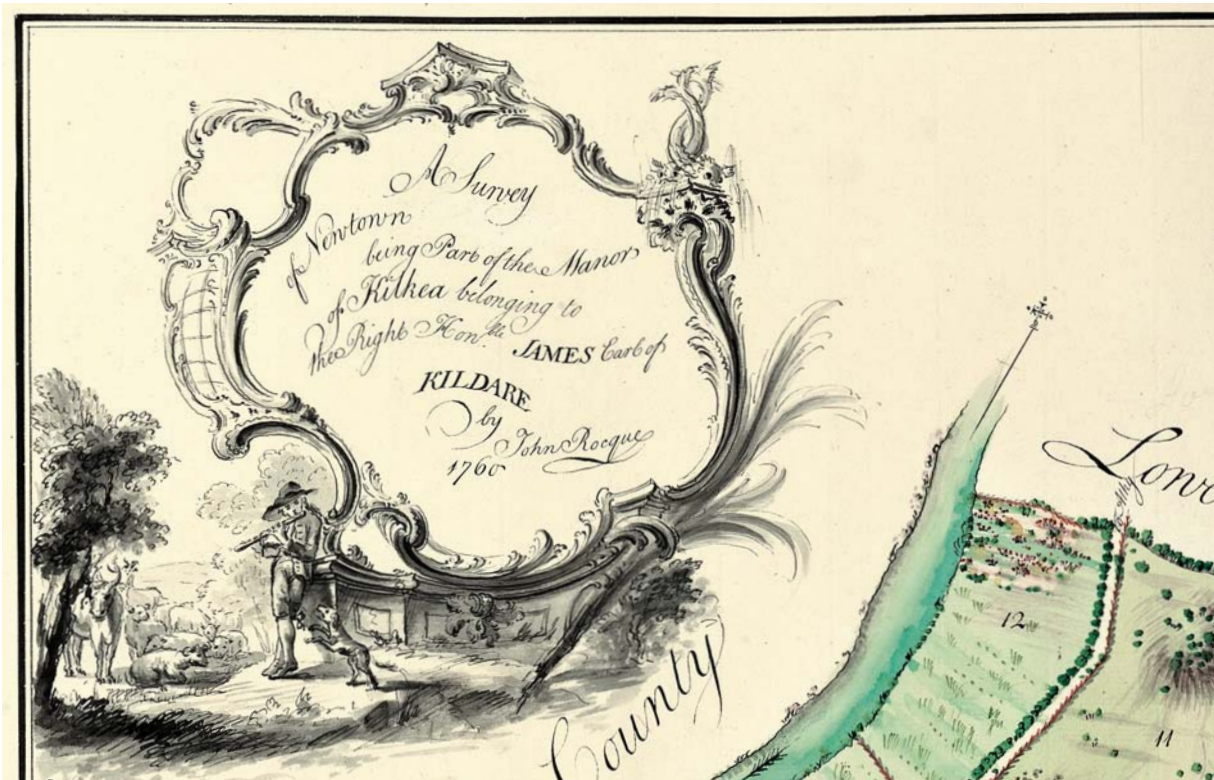 A Survey
of Newtown
being Part of the Manor
of Kilkea belonging to
the Right Hon.ble JAMES Earl of
KILDARE
by
John Rocque
1760
County
12
11